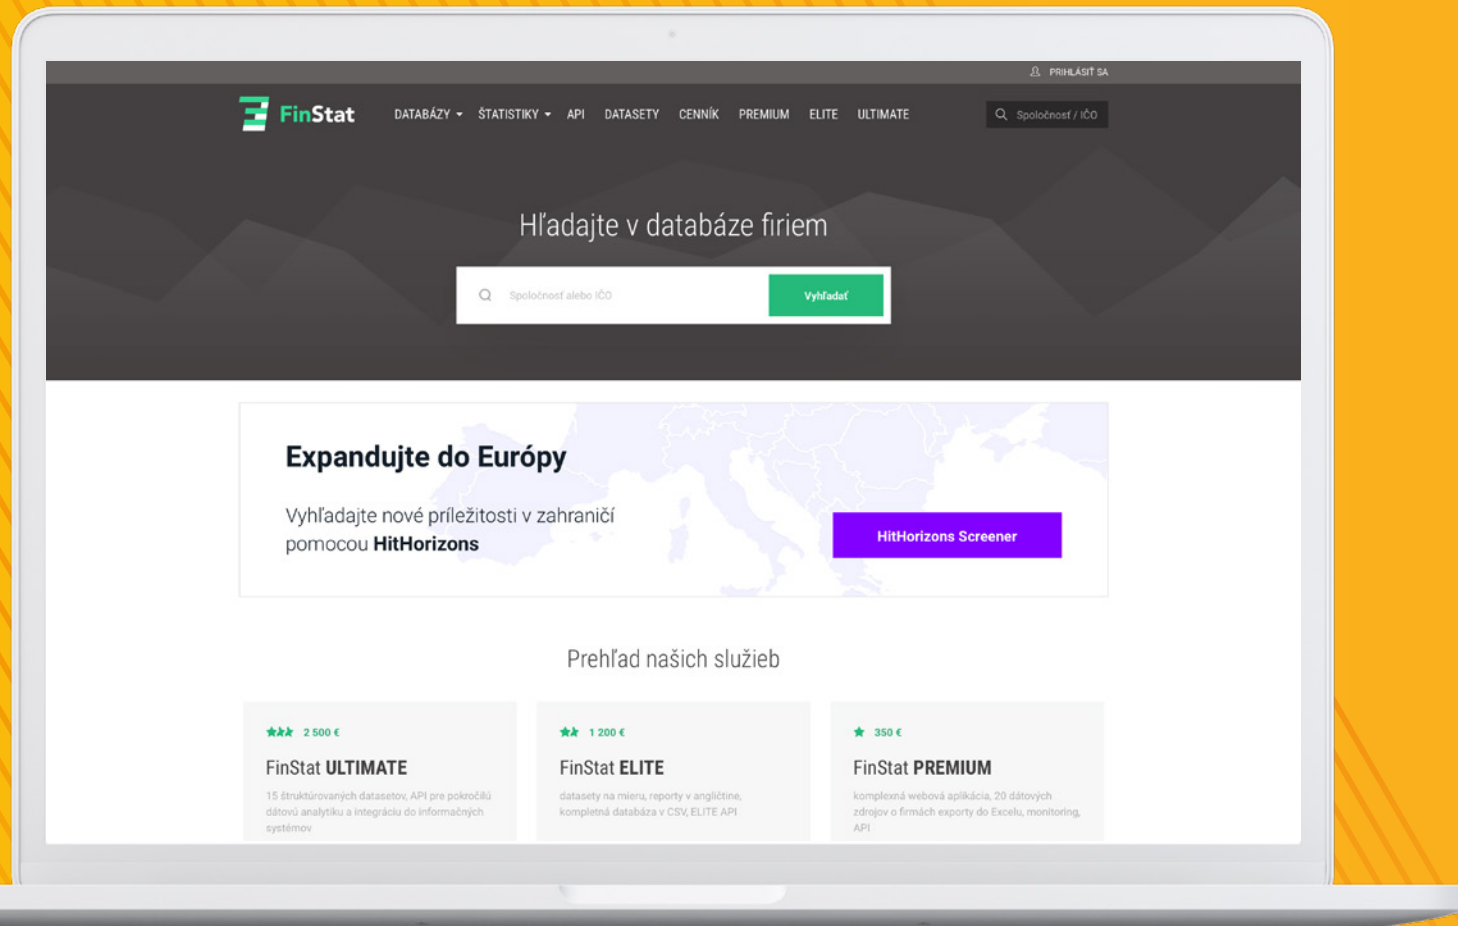 PRIHLÁSIŤ SA
FinStat
DATABÁZY ŠTATISTIKY API DATASETY CENNÍK PREMIUM ELITE ULTIMATE
Spoločnosť / IČO
Hľadajte v databáze firiem
Spoločnosť alebo IČO
Vyhľadať
Expandujte do Európy
Vyhľadajte nové príležitosti v zahraničí
pomocou HitHorizons
HitHorizons Screener
Prehľad našich služieb
2 500 €
FinStat ULTIMATE
15 štruktúrovaných datasetov, API pre pokročilú
dátovú analytiku a integráciu do informačných
systémov
1 200 €
FinStat ELITE
datasety na mieru, reporty v angličtine,
kompletná databáza v CSV, ELITE API
350 €
FinStat PREMIUM
komplexná webová aplikácia, 20 dátových
zdrojov o firmách exporty do Excelu, monitoring,
API